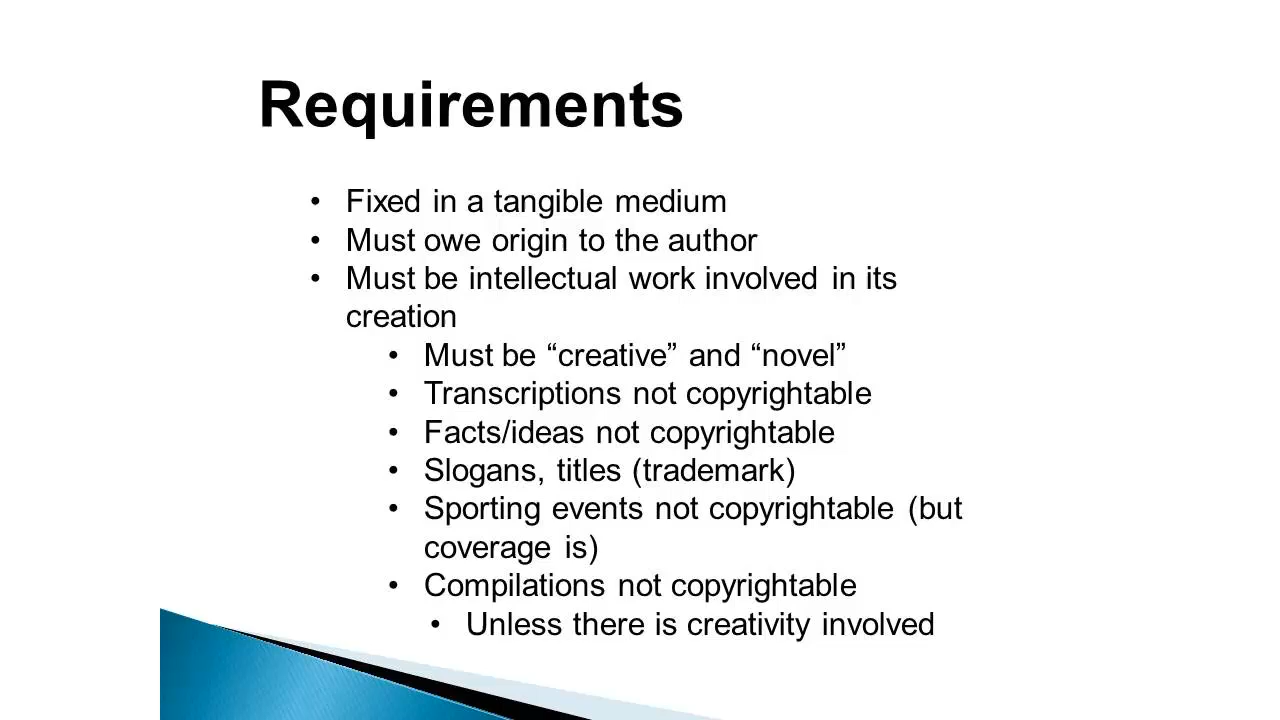 Requirements
• Fixed in a tangible medium
• Must owe origin to the author
• Must be intellectual work involved in its
creation
• Must be “creative” and “novel”
• Transcriptions not copyrightable
• Facts/ideas not copyrightable
• Slogans, titles (trademark)
• Sporting events not copyrightable (but
coverage is)
• Compilations not copyrightable
• Unless there is creativity involved